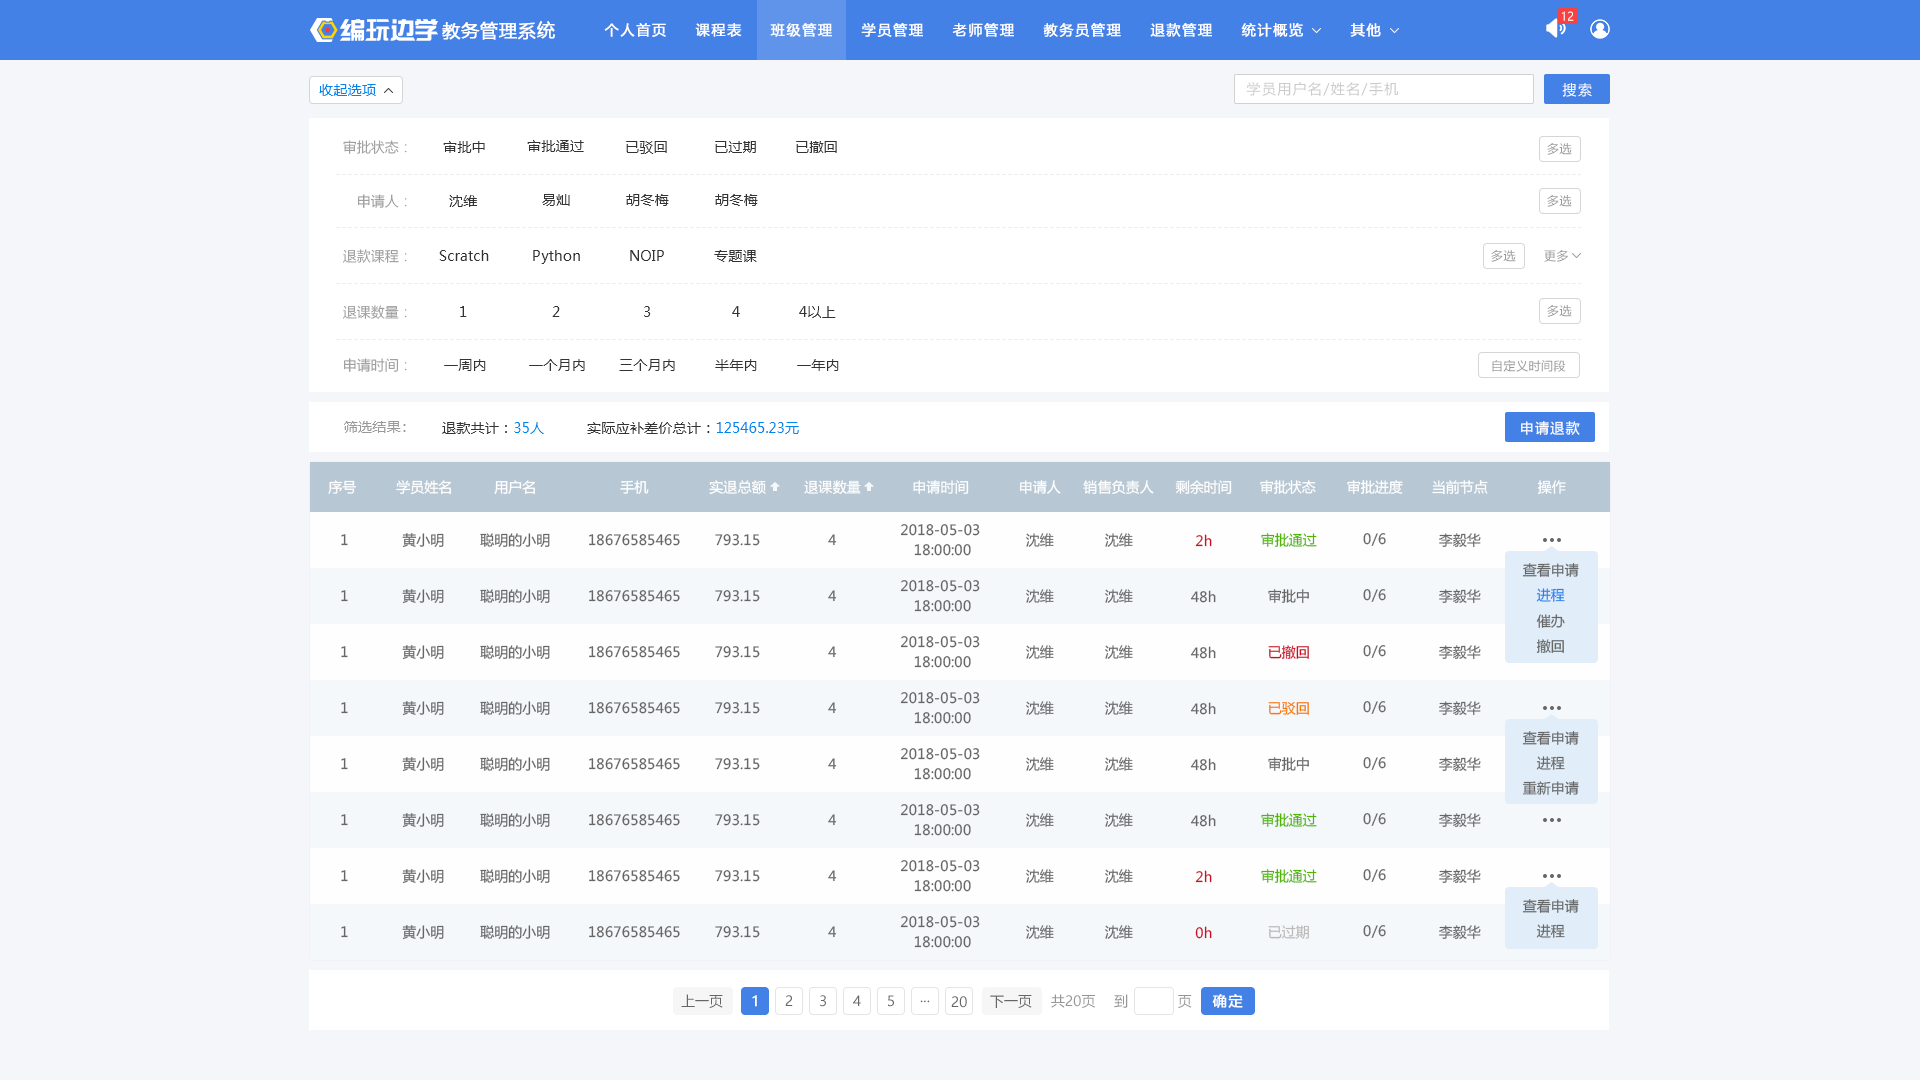 编玩边学 教务管理系统 个人首页 课程表 班级管理 学员管理 老师管理 教务员管理 退款管理 统计概览 其他 12
收起选项 学员用户名/姓名/手机 搜索
审批状态： 审批中 审批通过 已驳回 已过期 已撤回 多选
申请人： 沈维 易灿 胡冬梅 胡冬梅 多选
退款课程： Scratch Python NOIP 专题课 多选 更多
退课数量： 1 2 3 4 4以上 多选
申请时间： 一周内 一个月内 三个月内 半年内 一年内 自定义时间段
筛选结果： 退款共计：35人 实际应补差价总计：125465.23元 申请退款
序号 学员姓名 用户名 手机 实退总额 退课数量 申请时间 申请人 销售负责人 剩余时间 审批状态 审批进度 当前节点 操作
1 黄小明 聪明的小明 18676585465 793.15 4 2018-05-03 18:00:00 沈维 沈维 2h 审批通过 0/6 李毅华 •••
查看申请
1 黄小明 聪明的小明 18676585465 793.15 4 2018-05-03 18:00:00 沈维 沈维 48h 审批中 0/6 李毅华 进程
催办
1 黄小明 聪明的小明 18676585465 793.15 4 2018-05-03 18:00:00 沈维 沈维 48h 已撤回 0/6 李毅华 撤回
1 黄小明 聪明的小明 18676585465 793.15 4 2018-05-03 18:00:00 沈维 沈维 48h 已驳回 0/6 李毅华 •••
查看申请
1 黄小明 聪明的小明 18676585465 793.15 4 2018-05-03 18:00:00 沈维 沈维 48h 审批中 0/6 李毅华 进程
重新申请
1 黄小明 聪明的小明 18676585465 793.15 4 2018-05-03 18:00:00 沈维 沈维 48h 审批通过 0/6 李毅华 •••
1 黄小明 聪明的小明 18676585465 793.15 4 2018-05-03 18:00:00 沈维 沈维 2h 审批通过 0/6 李毅华 •••
查看申请
1 黄小明 聪明的小明 18676585465 793.15 4 2018-05-03 18:00:00 沈维 沈维 0h 已过期 0/6 李毅华 进程
上一页 1 2 3 4 5 ... 20 下一页 共20页 到 页 确定